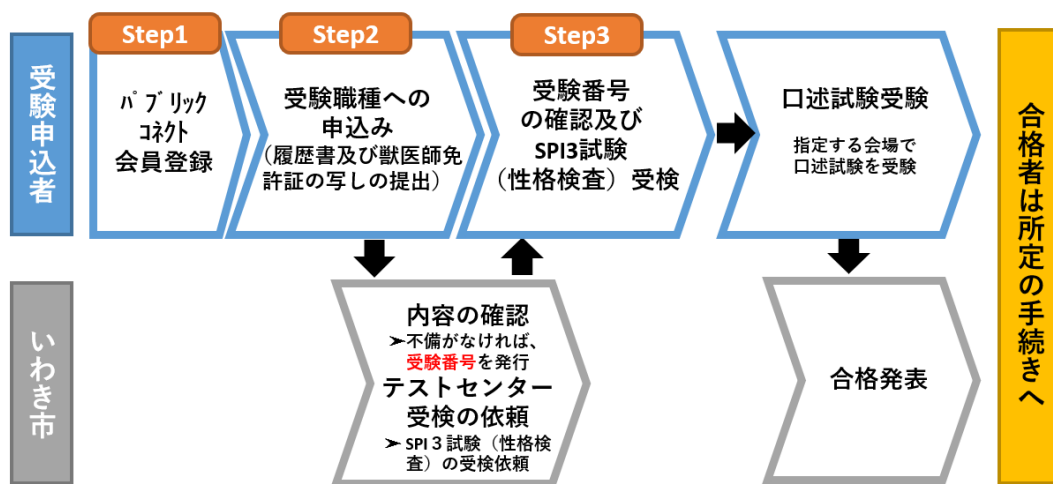 受験申込者
Step1
ﾊﾟﾌﾞﾘｯｸ
ｺﾈｸﾄ
会員登録
Step2
受験職種への
申込み
（履歴書及び獣医師免
許証の写しの提出）
Step3
受験番号
の確認及び
SPI3試験
（性格検査）受検
口述試験受験
指定する会場で
口述試験を受験
いわき市
内容の確認
➢不備がなければ、
受験番号を発行
テストセンター
受検の依頼
➢ SPI３試験（性格検
査）の受検依頼
合格発表
合格者は所定の手続きへ